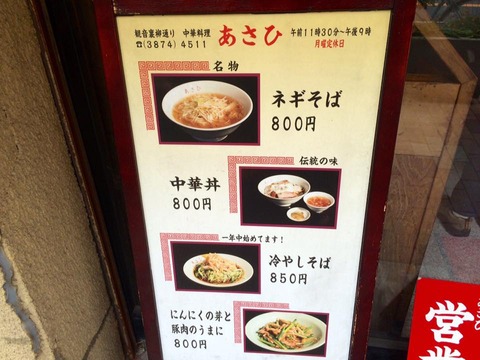 観音裏柳通り 中華料理
☎(3874)4511
あさひ
午前11時30分〜午後9時
月曜定休日
名物
あさひ
ネギそば
800円
伝統の味
中華丼
800円
一年中始めてます!
冷やしそば
850円
にんにくの芽と
豚肉のうまに
800円
営業